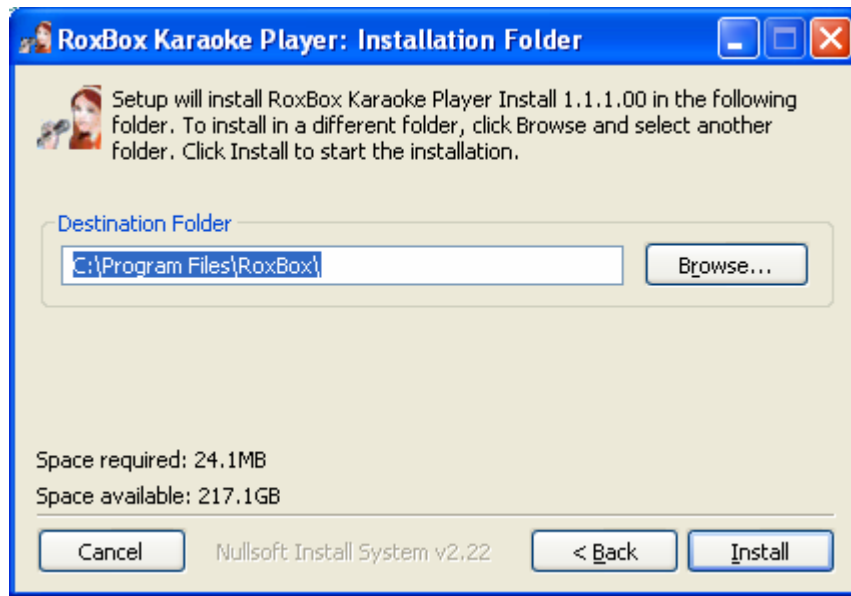 RoxBox Karaoke Player: Installation Folder
Setup will install RoxBox Karaoke Player Install 1.1.1.00 in the following
folder. To install in a different folder, click Browse and select another
folder. Click Install to start the installation.
Destination Folder
C:\Program Files\RoxBox\
Browse...
Space required: 24.1MB
Space available: 217.1GB
Cancel
Nullsoft Install System v2.22
< Back
Install